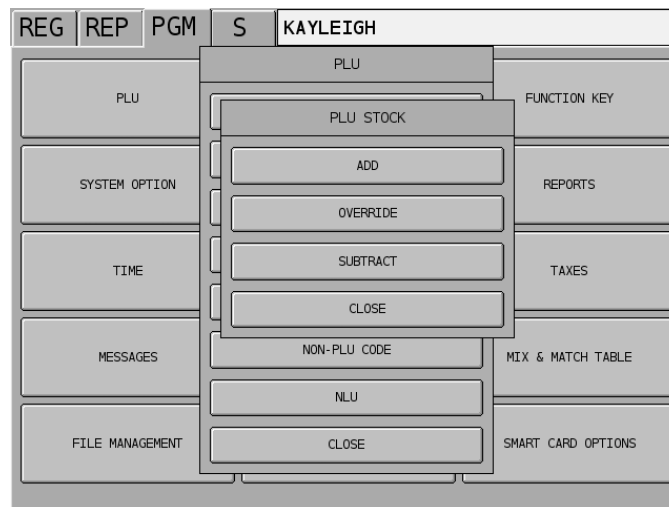 REG REP PGM S KAYLEIGH
PLU
PLU FUNCTION KEY
PLU STOCK
ADD
SYSTEM OPTION REPORTS
OVERRIDE
SUBTRACT
TIME TAXES
CLOSE
NON-PLU CODE
MESSAGES MIX & MATCH TABLE
NLU
FILE MANAGEMENT CLOSE SMART CARD OPTIONS